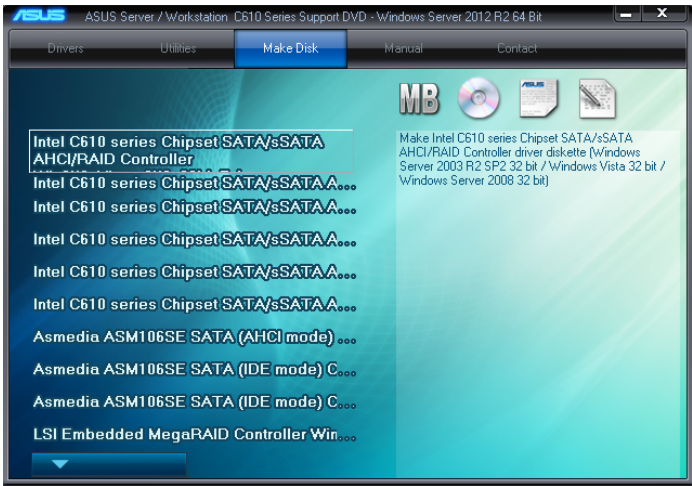 ASUS ASUS Server / Workstation C610 Series Support DVD - Windows Server 2012 R2 64 Bit
Drivers Utilities Make Disk Manual Contact
MB
ASUS
Intel C610 series Chipset SATA/sSATA
AHCI/RAID Controller
Intel C610 series Chipset SATA/sSATA A...
Intel C610 series Chipset SATA/sSATA A...
Intel C610 series Chipset SATA/sSATA A...
Intel C610 series Chipset SATA/sSATA A...
Intel C610 series Chipset SATA/sSATA A...
Asmedia ASM106SE SATA (AHCI mode) ...
Asmedia ASM106SE SATA (IDE mode) C...
Asmedia ASM106SE SATA (IDE mode) C...
LSI Embedded MegaRAID Controller Win...
Make Intel C610 series Chipset SATA/sSATA
AHCI/RAID Controller driver diskette (Windows
Server 2003 R2 SP2 32 bit / Windows Vista 32 bit /
Windows Server 2008 32 bit)